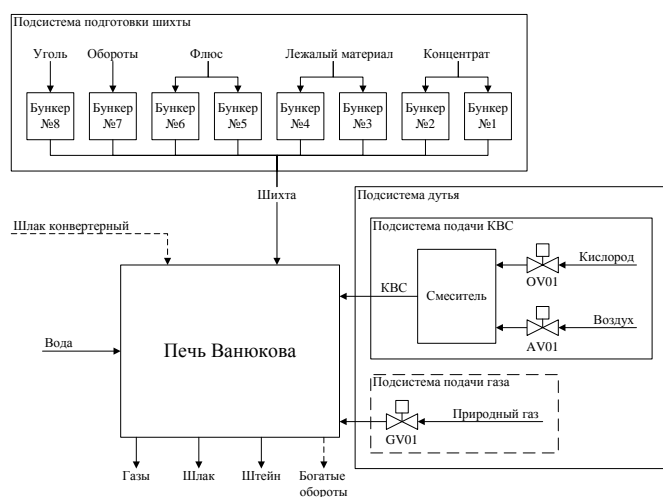 Подсистема подготовки шихты
Уголь
Обороты
Флюс
Лежалый материал
Концентрат
Бункер
№8
Бункер
№7
Бункер
№6
Бункер
№5
Бункер
№4
Бункер
№3
Бункер
№2
Бункер
№1
Шихта
Шлак конвертерный
Подсистема дутья
Подсистема подачи КВС
Кислород
OV01
КВС
Смеситель
Воздух
AV01
Вода
Печь Ванюкова
Подсистема подачи газа
Природный газ
GV01
Газы
Шлак
Штейн
Богатые
обороты